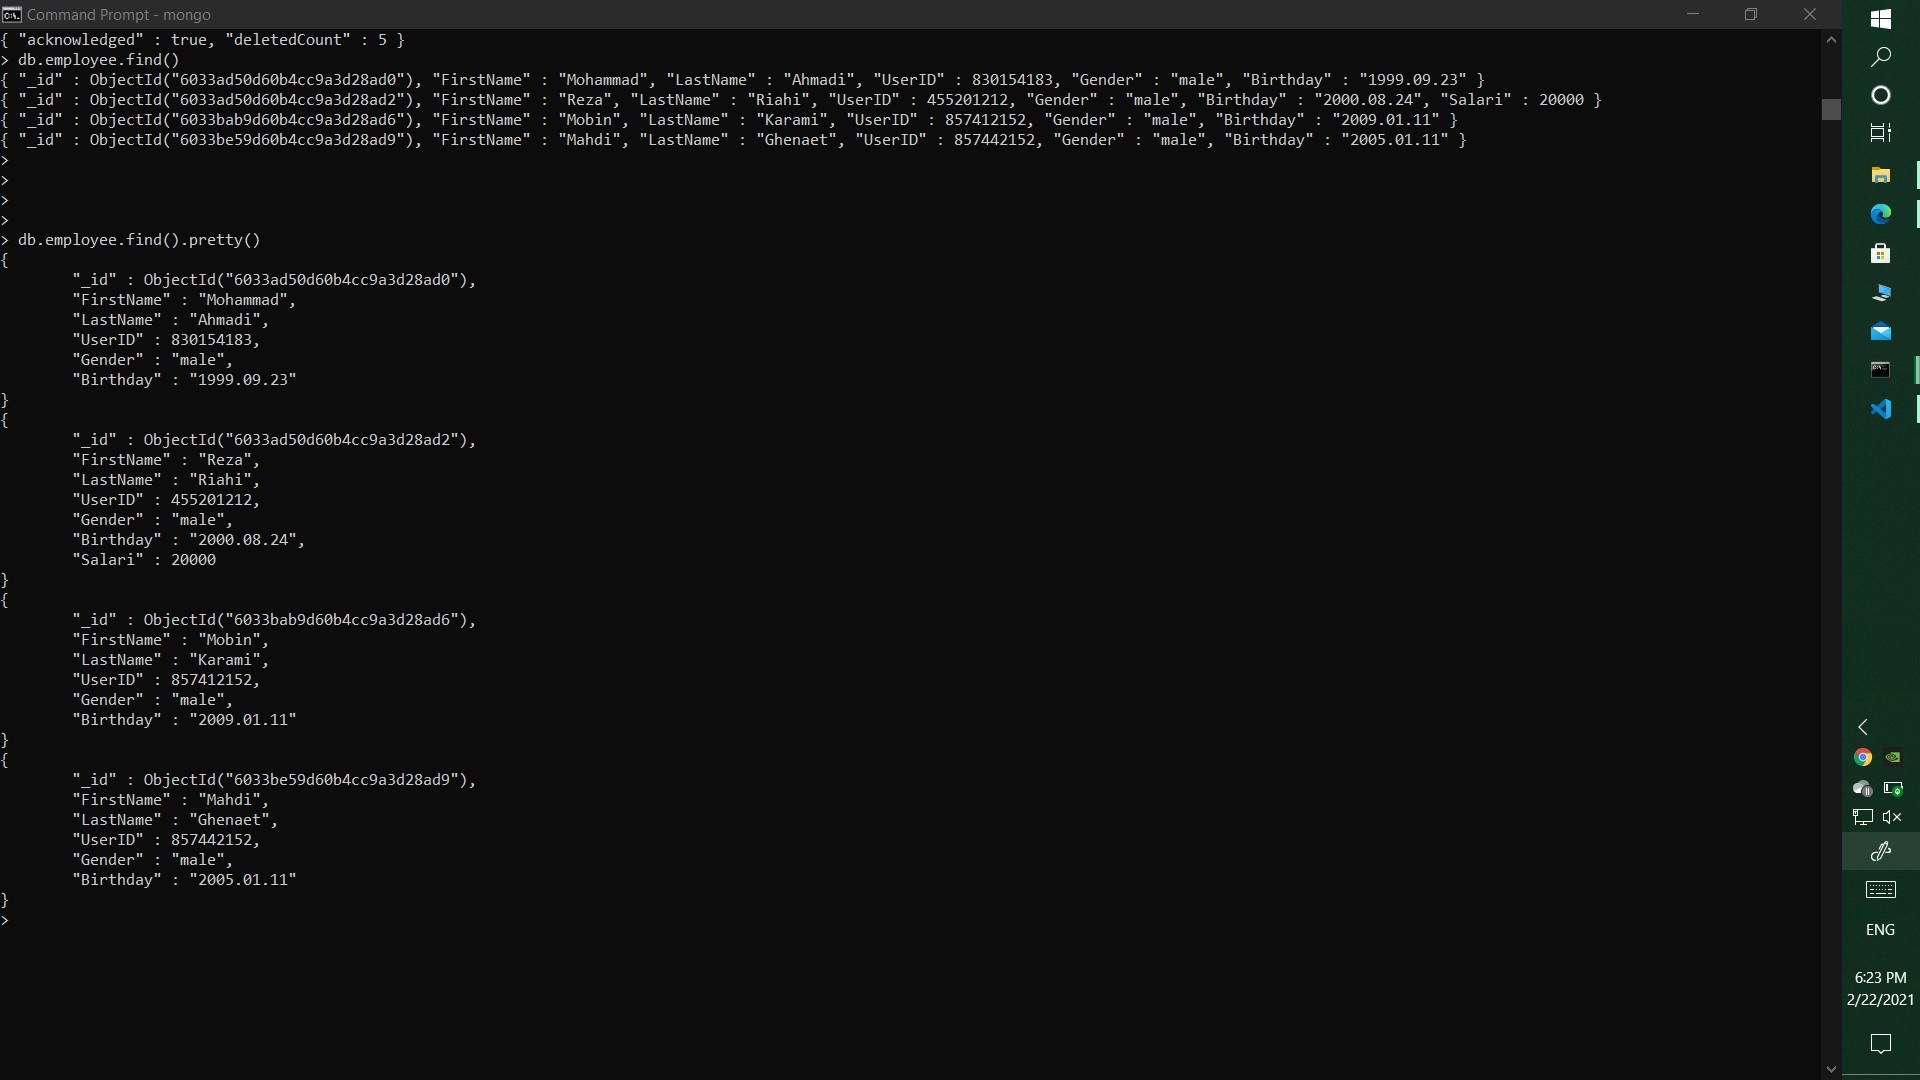 Command Prompt - mongo
{ "acknowledged" : true, "deletedCount" : 5 }
> db.employee.find()
{ "_id" : ObjectId("6033ad50d60b4cc9a3d28ad0"), "FirstName" : "Mohammad", "LastName" : "Ahmadi", "UserID" : 830154183, "Gender" : "male", "Birthday" : "1999.09.23" }
{ "_id" : ObjectId("6033ad50d60b4cc9a3d28ad2"), "FirstName" : "Reza", "LastName" : "Riahi", "UserID" : 455201212, "Gender" : "male", "Birthday" : "2000.08.24", "Salari" : 20000 }
{ "_id" : ObjectId("6033bab9d60b4cc9a3d28ad6"), "FirstName" : "Mobin", "LastName" : "Karami", "UserID" : 857412152, "Gender" : "male", "Birthday" : "2009.01.11" }
{ "_id" : ObjectId("6033be59d60b4cc9a3d28ad9"), "FirstName" : "Mahdi", "LastName" : "Ghenaet", "UserID" : 857442152, "Gender" : "male", "Birthday" : "2005.01.11" }
>
>
>
>
> db.employee.find().pretty()
{
"_id" : ObjectId("6033ad50d60b4cc9a3d28ad0"),
"FirstName" : "Mohammad",
"LastName" : "Ahmadi",
"UserID" : 830154183,
"Gender" : "male",
"Birthday" : "1999.09.23"
}
{
"_id" : ObjectId("6033ad50d60b4cc9a3d28ad2"),
"FirstName" : "Reza",
"LastName" : "Riahi",
"UserID" : 455201212,
"Gender" : "male",
"Birthday" : "2000.08.24",
"Salari" : 20000
}
{
"_id" : ObjectId("6033bab9d60b4cc9a3d28ad6"),
"FirstName" : "Mobin",
"LastName" : "Karami",
"UserID" : 857412152,
"Gender" : "male",
"Birthday" : "2009.01.11"
}
{
"_id" : ObjectId("6033be59d60b4cc9a3d28ad9"),
"FirstName" : "Mahdi",
"LastName" : "Ghenaet",
"UserID" : 857442152,
"Gender" : "male",
"Birthday" : "2005.01.11"
}
>
ENG
6:23 PM
2/22/2021